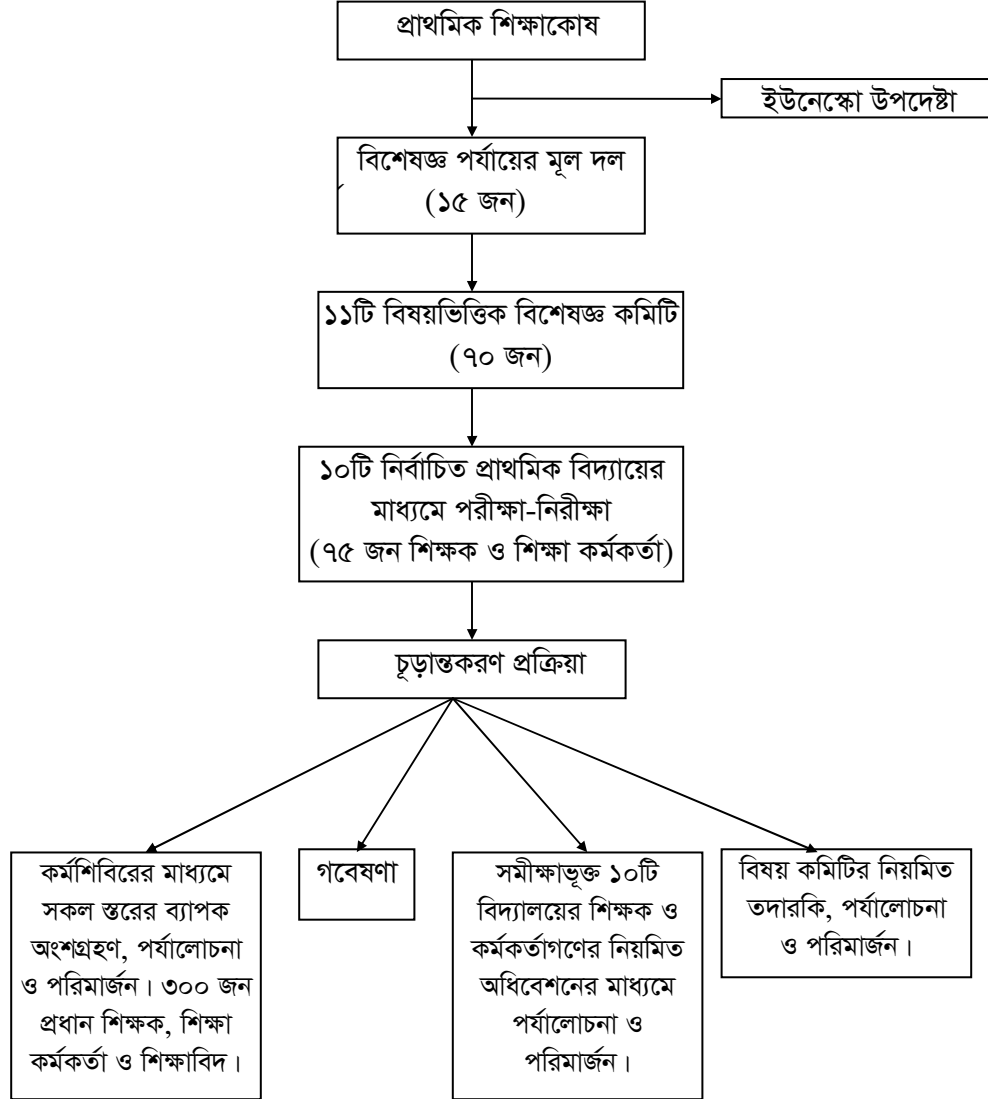 প্রাথমিক শিক্ষাকোষ
ইউনেস্কো উপদেষ্টা
বিশেষজ্ঞ পর্যায়ের মূল দল
(১৫ জন)
১১টি বিষয়ভিত্তিক বিশেষজ্ঞ কমিটি
(৭০ জন)
১০টি নির্বাচিত প্রাথমিক বিদ্যায়ের
মাধ্যমে পরীক্ষা-নিরীক্ষা
(৭৫ জন শিক্ষক ও শিক্ষা কর্মকর্তা)
চূড়ান্তকরণ প্রক্রিয়া
কর্মশিবিরের মাধ্যমে
সকল স্তরের ব্যাপক
অংশগ্রহণ, পর্যালোচনা
ও পরিমার্জন। ৩০০ জন
প্রধান শিক্ষক, শিক্ষা
কর্মকর্তা ও শিক্ষাবিদ।
গবেষণা
সমীক্ষাভূক্ত ১০টি
বিদ্যালয়ের শিক্ষক ও
কর্মকর্তাগণের নিয়মিত
অধিবেশনের মাধ্যমে
পর্যালোচনা ও
পরিমার্জন।
বিষয় কমিটির নিয়মিত
তদারকি, পর্যালোচনা
ও পরিমার্জন।